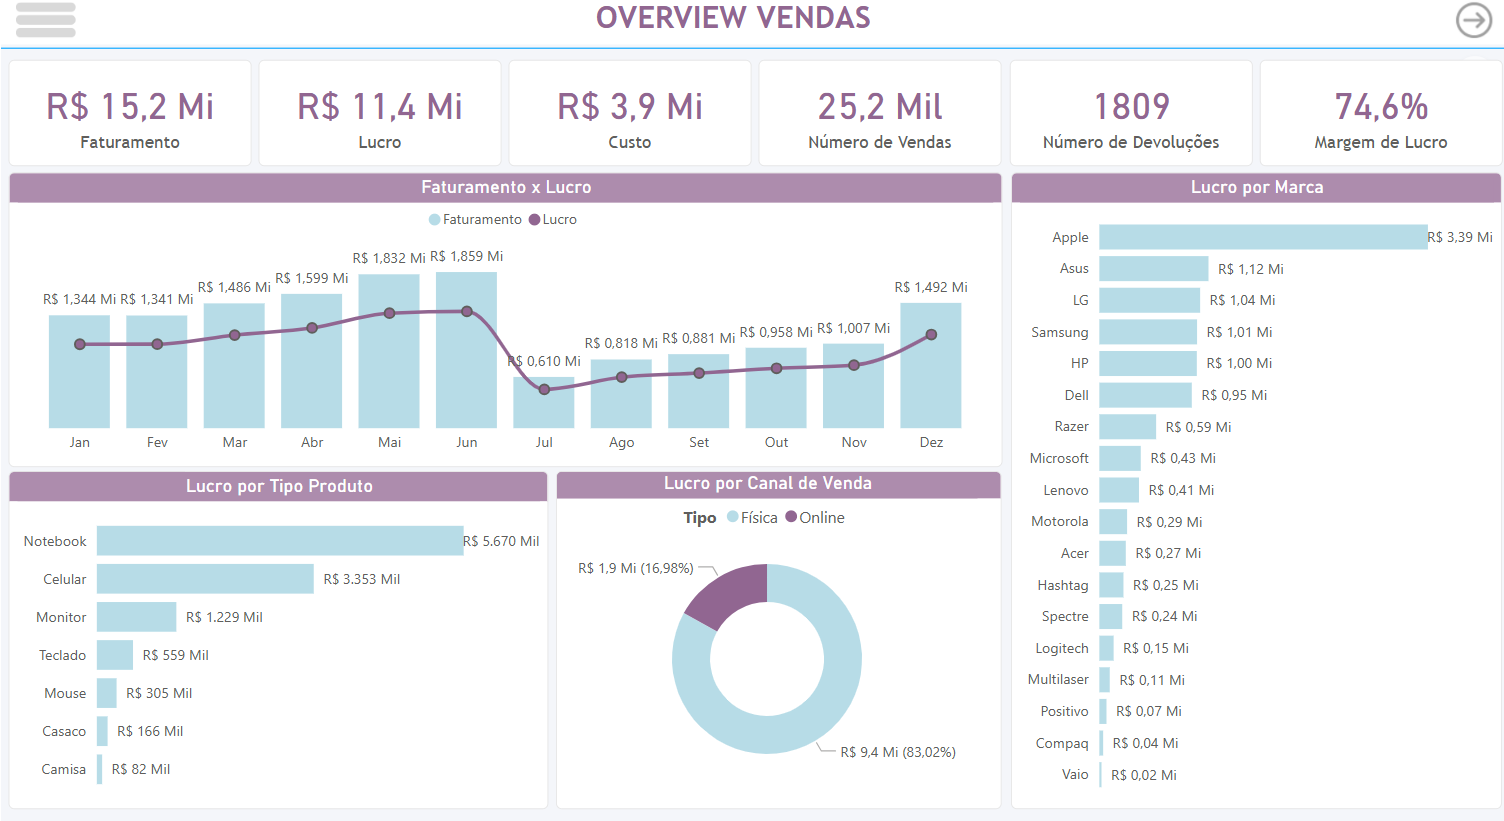 OVERVIEW VENDAS
R$ 15,2 Mi
Faturamento
R$ 11,4 Mi
Lucro
R$ 3,9 Mi
Custo
25,2 Mil
Número de Vendas
1809
Número de Devoluções
74,6%
Margem de Lucro
Faturamento x Lucro
Faturamento Lucro
R$ 1,344 Mi R$ 1,341 Mi R$ 1,486 Mi R$ 1,599 Mi R$ 1,832 Mi R$ 1,859 Mi R$ 0,610 Mi R$ 0,818 Mi R$ 0,881 Mi R$ 0,958 Mi R$ 1,007 Mi R$ 1,492 Mi
Jan Fev Mar Abr Mai Jun Jul Ago Set Out Nov Dez
Lucro por Marca
Apple R$ 3,39 Mi
Asus R$ 1,12 Mi
LG R$ 1,04 Mi
Samsung R$ 1,01 Mi
HP R$ 1,00 Mi
Dell R$ 0,95 Mi
Razer R$ 0,59 Mi
Microsoft R$ 0,43 Mi
Lenovo R$ 0,41 Mi
Motorola R$ 0,29 Mi
Acer R$ 0,27 Mi
Hashtag R$ 0,25 Mi
Spectre R$ 0,24 Mi
Logitech R$ 0,15 Mi
Multilaser R$ 0,11 Mi
Positivo R$ 0,07 Mi
Compaq R$ 0,04 Mi
Vaio R$ 0,02 Mi
Lucro por Tipo Produto
Notebook R$ 5.670 Mil
Celular R$ 3.353 Mil
Monitor R$ 1.229 Mil
Teclado R$ 559 Mil
Mouse R$ 305 Mil
Casaco R$ 166 Mil
Camisa R$ 82 Mil
Lucro por Canal de Venda
Tipo Física Online
R$ 1,9 Mi (16,98%)
R$ 9,4 Mi (83,02%)